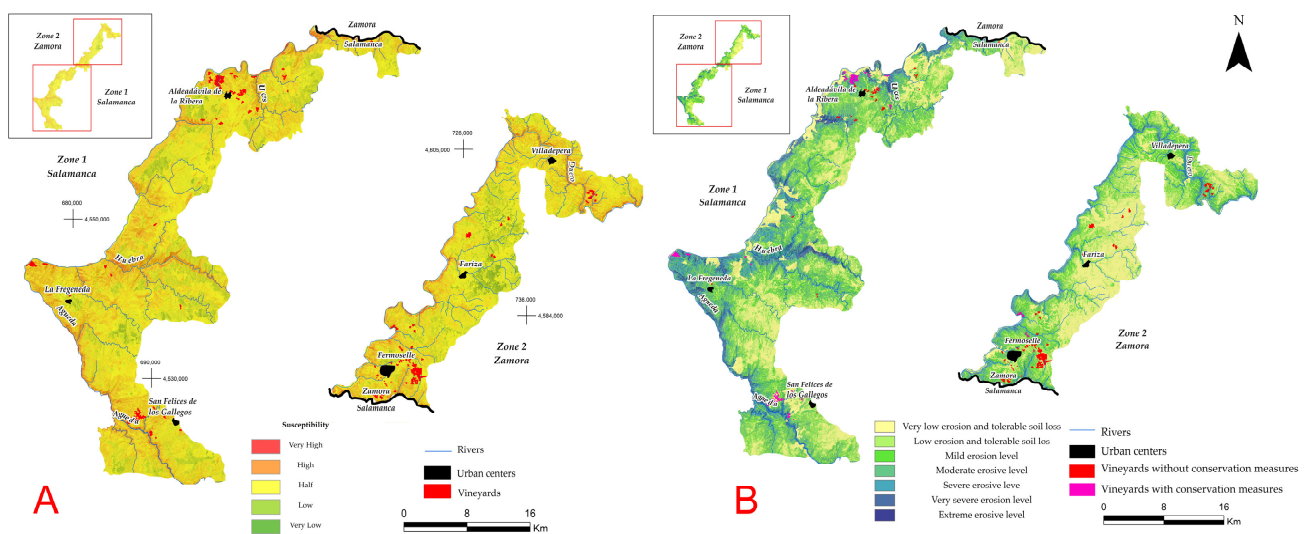 Zone 2
Zamora
Zone 1
Salamanca
Zone 1
Salamanca
680,000
4,550,000
Zamora
Salamanca
Aldeadávila de
la Ribera
Uces
Huebra
La Fregeneda
Agueda
690,000
4,530,000
San Felices de
los Gallegos
Agueda
728,000
4,605,000
Villadepera
Duero
Fariza
736,000
4,584,000
Zone 2
Zamora
Fermoselle
Zamora
Salamanca
Susceptibility
Very High
High
Half
Low
Very Low
Rivers
Urban centers
Vineyards
0 8 16
Km
A
Zone 2
Zamora
Zone 1
Salamanca
Zone 1
Salamanca
Zamora
Salamanca
N
Aldeadávila de
la Ribera
Uces
Huebra
La Fregeneda
Agueda
San Felices de
los Gallegos
Agueda
Villadepera
Duero
Fariza
Zone 2
Zamora
Fermoselle
Zamora
Salamanca
Very low erosion and tolerable soil loss
Low erosion and tolerable soil los
Mild erosion level
Moderate erosive level
Severe erosive leve
Very severe erosion level
Extreme erosive level
Rivers
Urban centers
Vineyards without conservation measures
Vineyards with conservation measures
0 8 16
Km
B